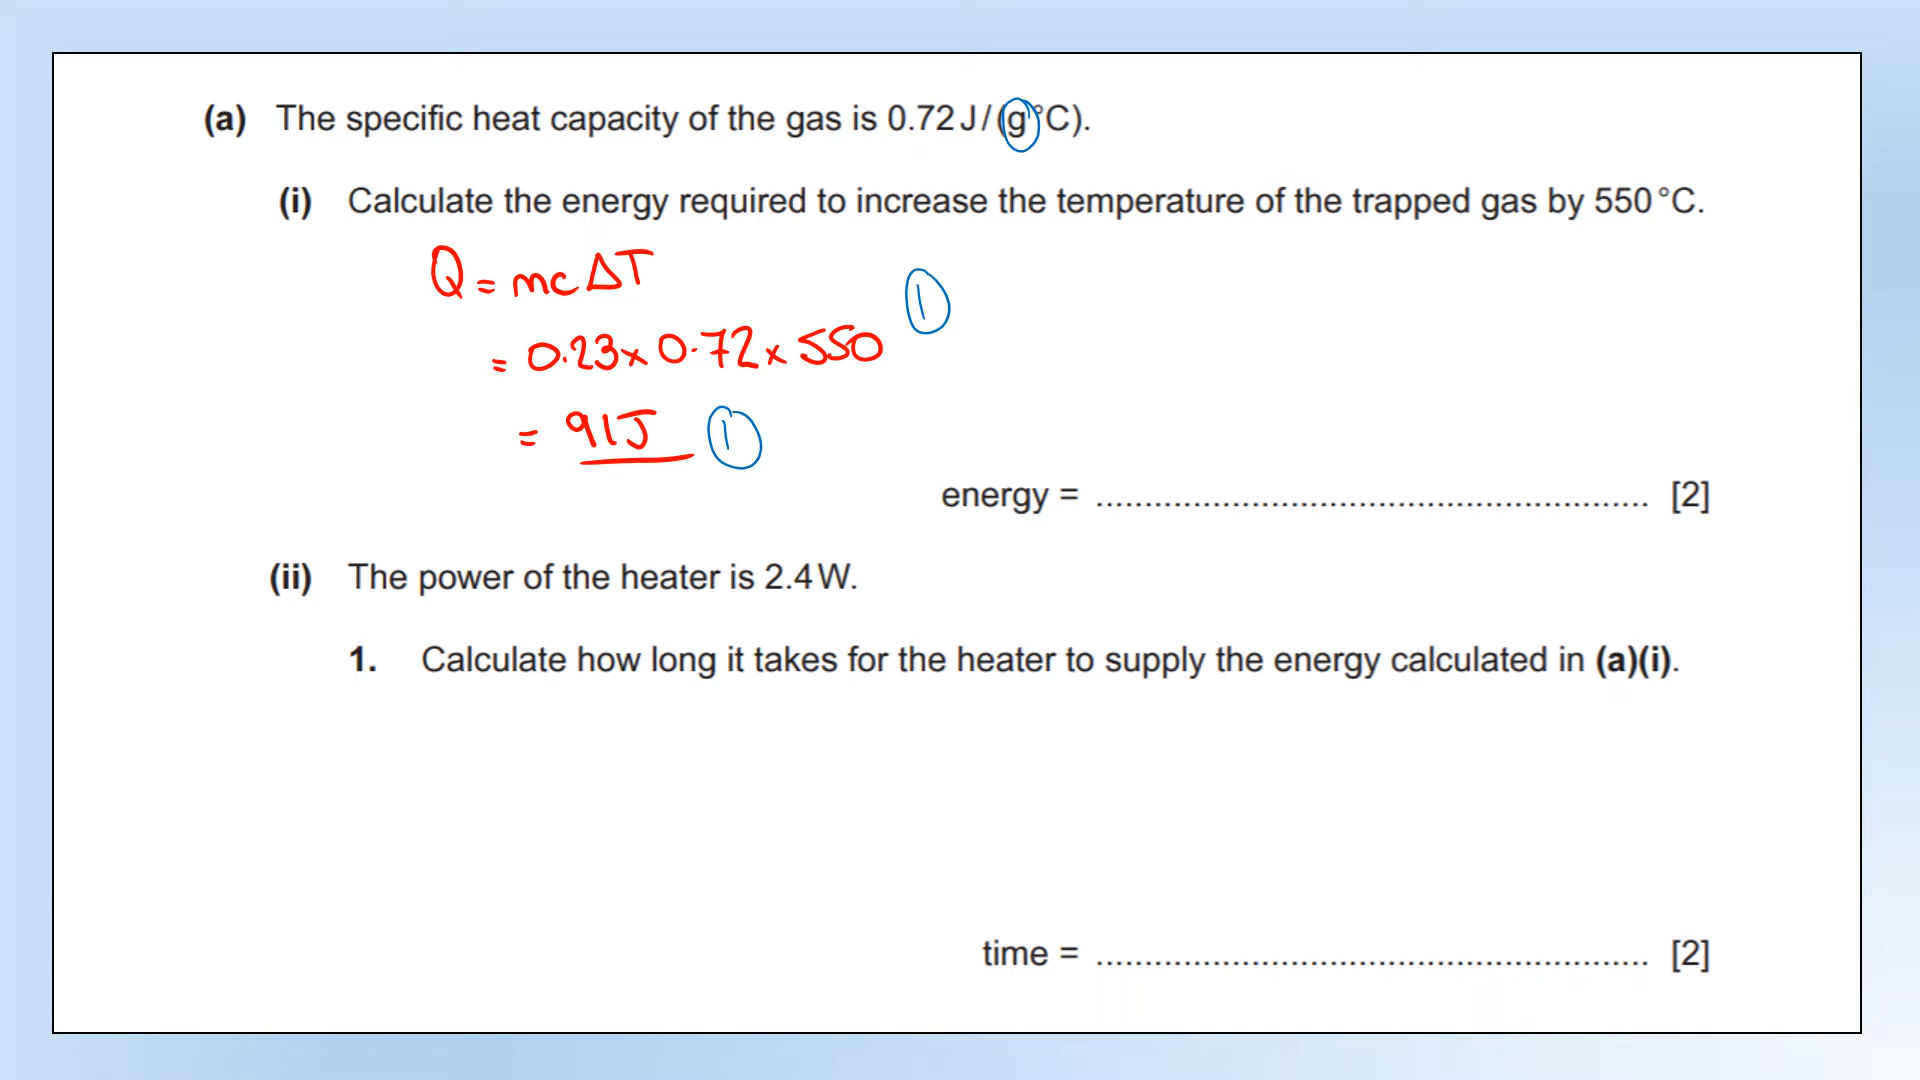 (a) The specific heat capacity of the gas is 0.72 J/(g °C).
(i) Calculate the energy required to increase the temperature of the trapped gas by 550 °C.
Q = mcΔT
= 0.23 x 0.72 x 550 1
= 91J 1
energy = ........................................................ [2]
(ii) The power of the heater is 2.4 W.
1. Calculate how long it takes for the heater to supply the energy calculated in (a)(i).
time = ........................................................ [2]